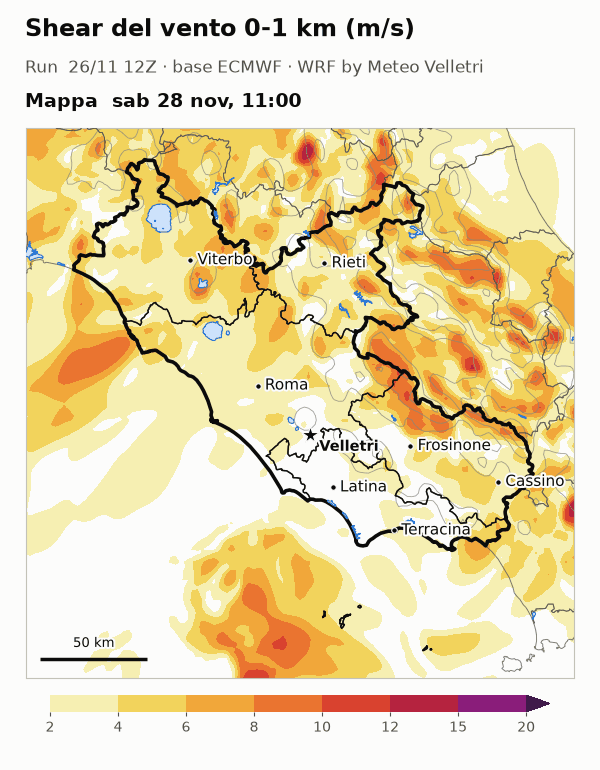 Shear del vento 0-1 km (m/s)
Run 26/11 12Z · base ECMWF · WRF by Meteo Velletri
Mappa sab 28 nov, 11:00
Viterbo
Rieti
Roma
Velletri
Frosinone
Latina
Cassino
Terracina
50 km
2 4 6 8 10 12 15 20